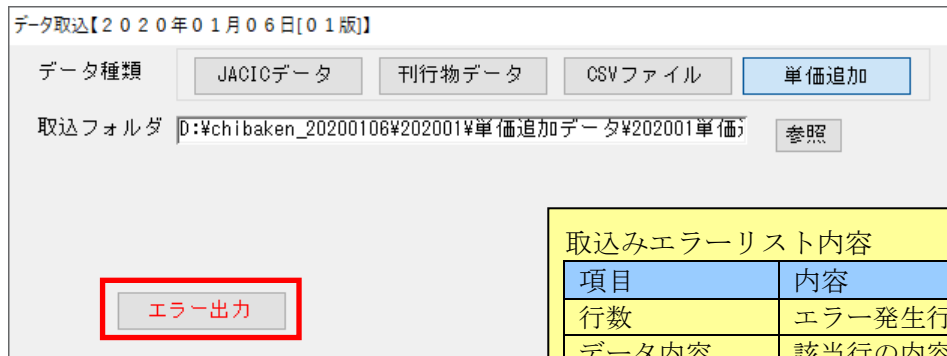 データ取込【２０２０年０１月０６日[０１版]】
データ種類 JACICデータ 刊行物データ CSVファイル 単価追加
取込フォルダ D:¥chibaken_20200106¥202001¥単価追加データ¥202001単価 参照
取込みエラーリスト内容
項目 内容
エラー出力
行数 エラー発生行
データ内容 該当行の内容